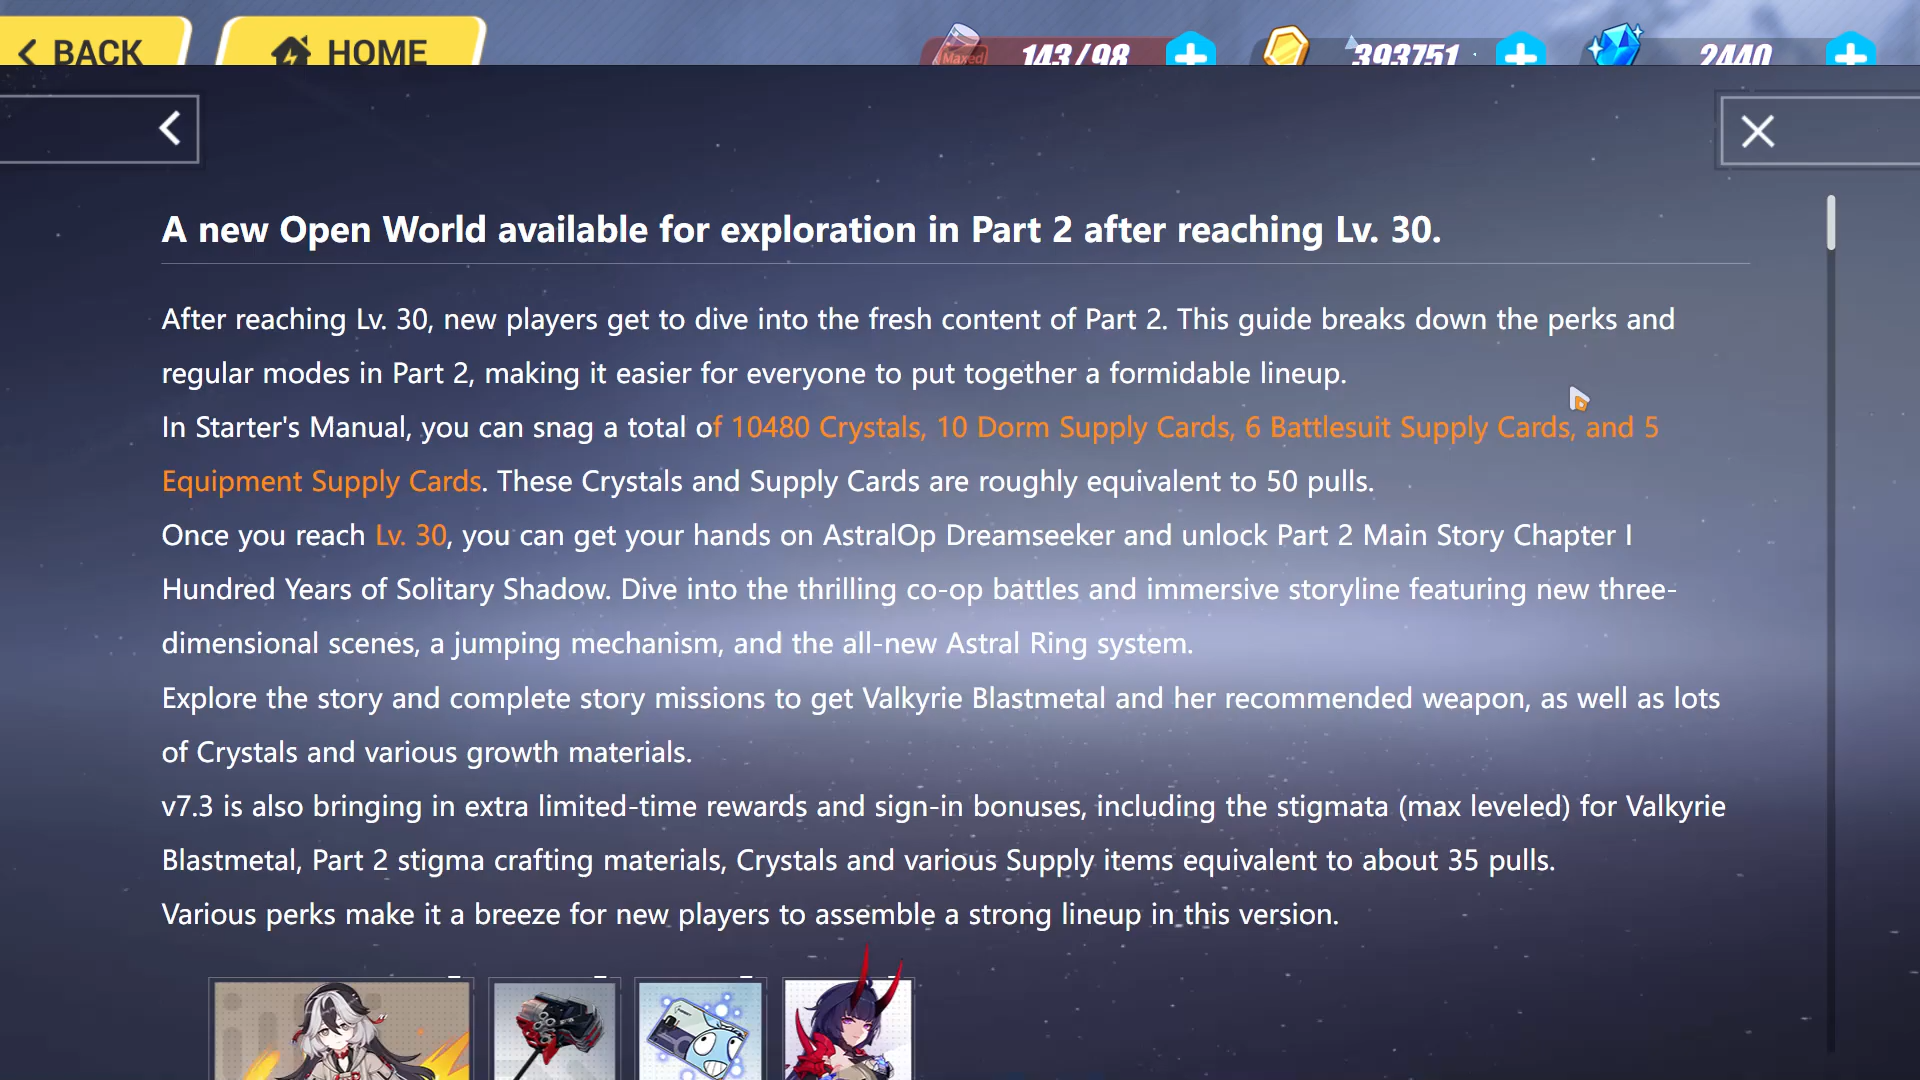 BACK
HOME
Maxed
143/98
393751
2440
A new Open World available for exploration in Part 2 after reaching Lv. 30.
After reaching Lv. 30, new players get to dive into the fresh content of Part 2. This guide breaks down the perks and
regular modes in Part 2, making it easier for everyone to put together a formidable lineup.
In Starter's Manual, you can snag a total of 10480 Crystals, 10 Dorm Supply Cards, 6 Battlesuit Supply Cards, and 5
Equipment Supply Cards. These Crystals and Supply Cards are roughly equivalent to 50 pulls.
Once you reach Lv. 30, you can get your hands on AstralOp Dreamseeker and unlock Part 2 Main Story Chapter I
Hundred Years of Solitary Shadow. Dive into the thrilling co-op battles and immersive storyline featuring new three-
dimensional scenes, a jumping mechanism, and the all-new Astral Ring system.
Explore the story and complete story missions to get Valkyrie Blastmetal and her recommended weapon, as well as lots
of Crystals and various growth materials.
v7.3 is also bringing in extra limited-time rewards and sign-in bonuses, including the stigmata (max leveled) for Valkyrie
Blastmetal, Part 2 stigma crafting materials, Crystals and various Supply items equivalent to about 35 pulls.
Various perks make it a breeze for new players to assemble a strong lineup in this version.